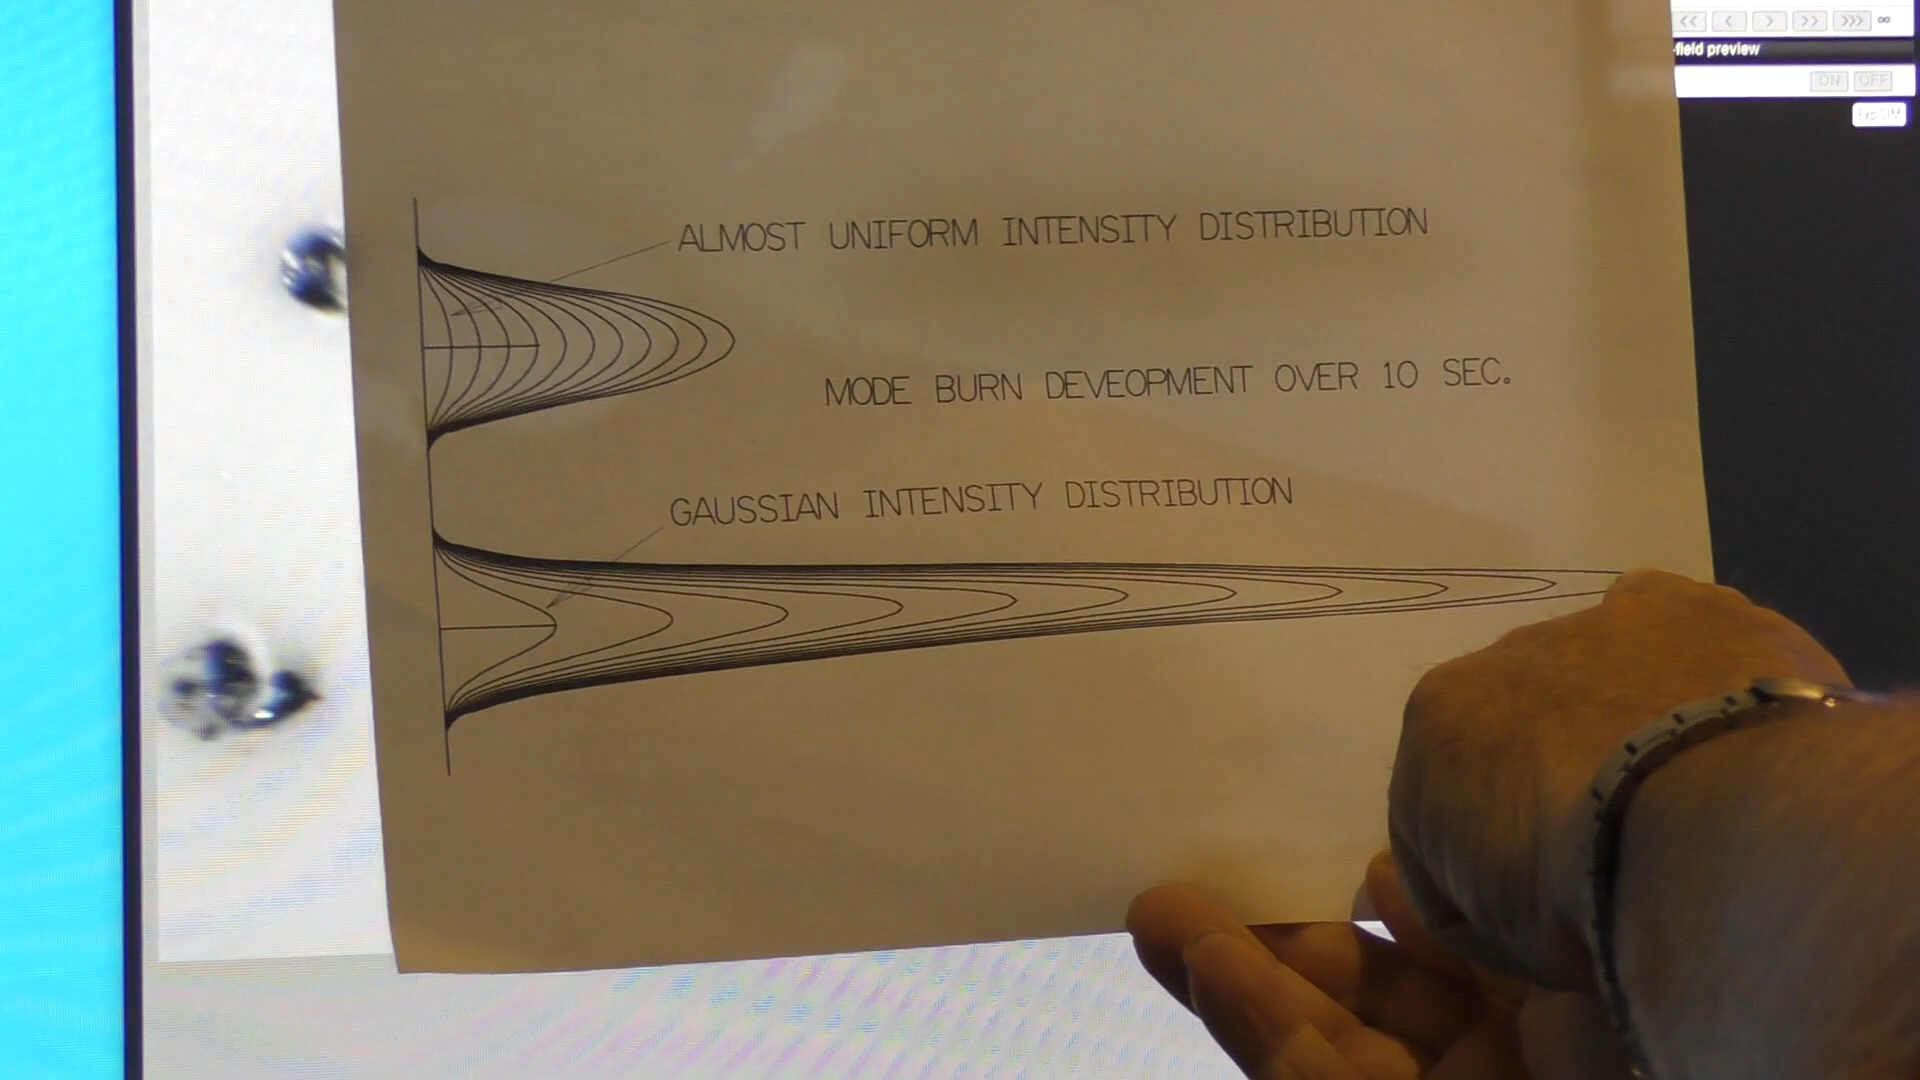 << < > >> >>> ∞
field preview
ON OFF
ALMOST UNIFORM INTENSITY DISTRIBUTION
MODE BURN DEVEOPMENT OVER 10 SEC.
GAUSSIAN INTENSITY DISTRIBUTION